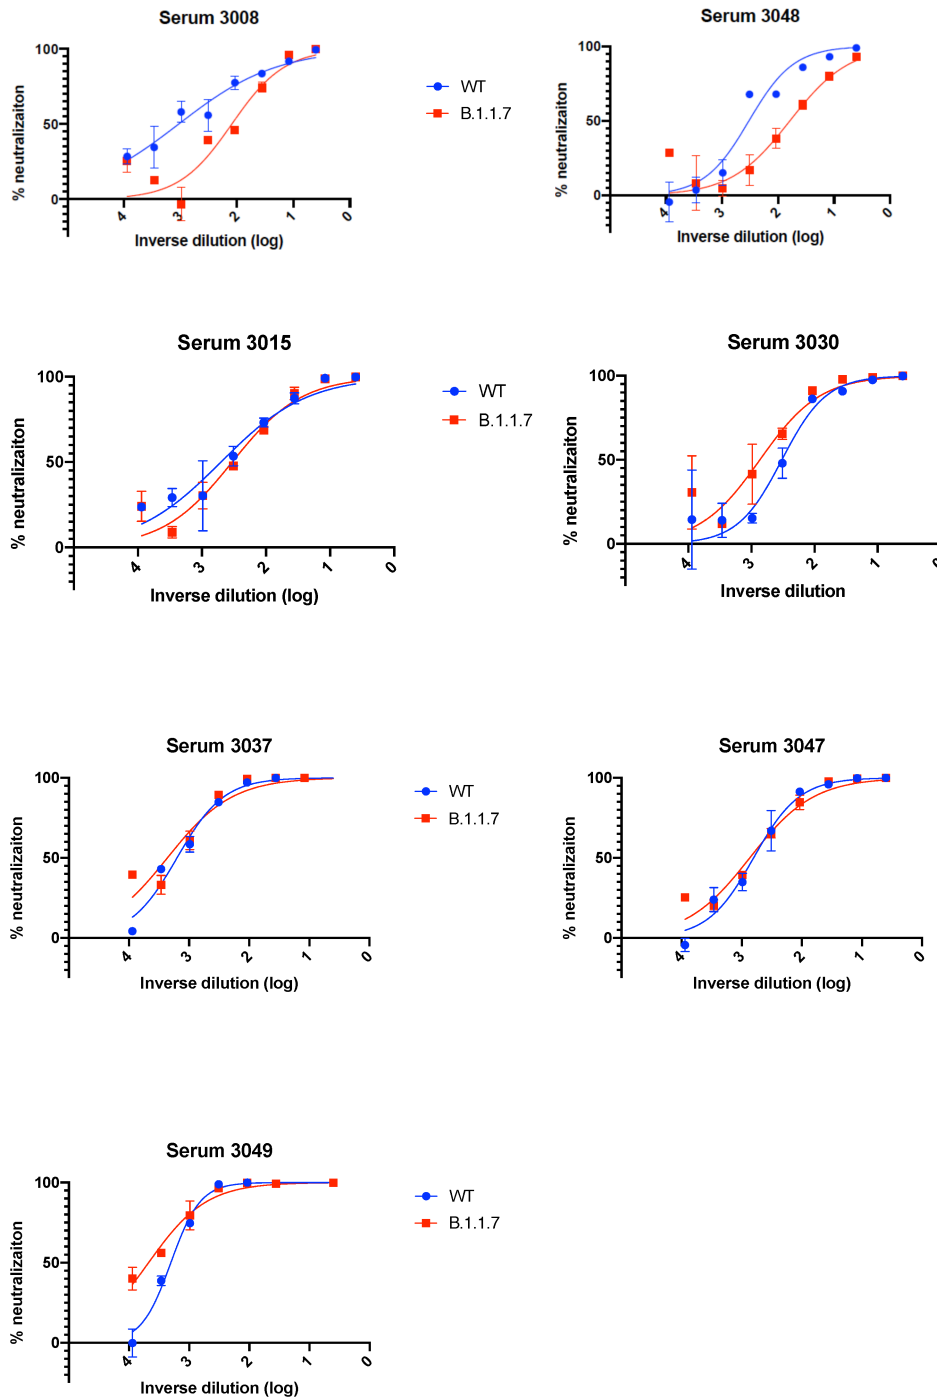 Serum 3008
% neutralizaiton
100
50
0
4 3 2 1 0
Inverse dilution (log)
WT
B.1.1.7
Serum 3048
% neutralizaiton
100
50
0
4 3 2 1 0
Inverse dilution (log)
Serum 3015
% neutralizaiton
100
50
0
4 3 2 1 0
Inverse dilution (log)
WT
B.1.1.7
Serum 3030
% neutralizaiton
100
50
0
4 3 2 1 0
Inverse dilution
Serum 3037
% neutralizaiton
100
50
0
4 3 2 1 0
Inverse dilution (log)
WT
B.1.1.7
Serum 3047
% neutralizaiton
100
50
0
4 3 2 1 0
Inverse dilution (log)
Serum 3049
% neutralizaiton
100
50
0
4 3 2 1 0
Inverse dilution (log)
WT
B.1.1.7